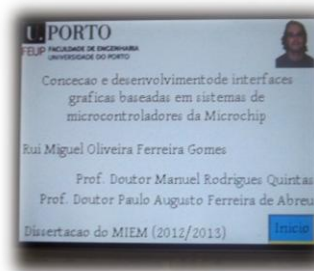 U.PORTO
FEUP FACULDADE DE ENGENHARIA
UNIVERSIDADE DO PORTO
Concecao e desenvolvimentode interfaces
graficas baseadas em sistemas de
microcontroladores da Microchip
Rui Miguel Oliveira Ferreira Gomes
Prof. Doutor Manuel Rodrigues Quintas
Prof. Doutor Paulo Augusto Ferreira de Abreu
Dissertacao do MIEM (2012/2013)
Inicio